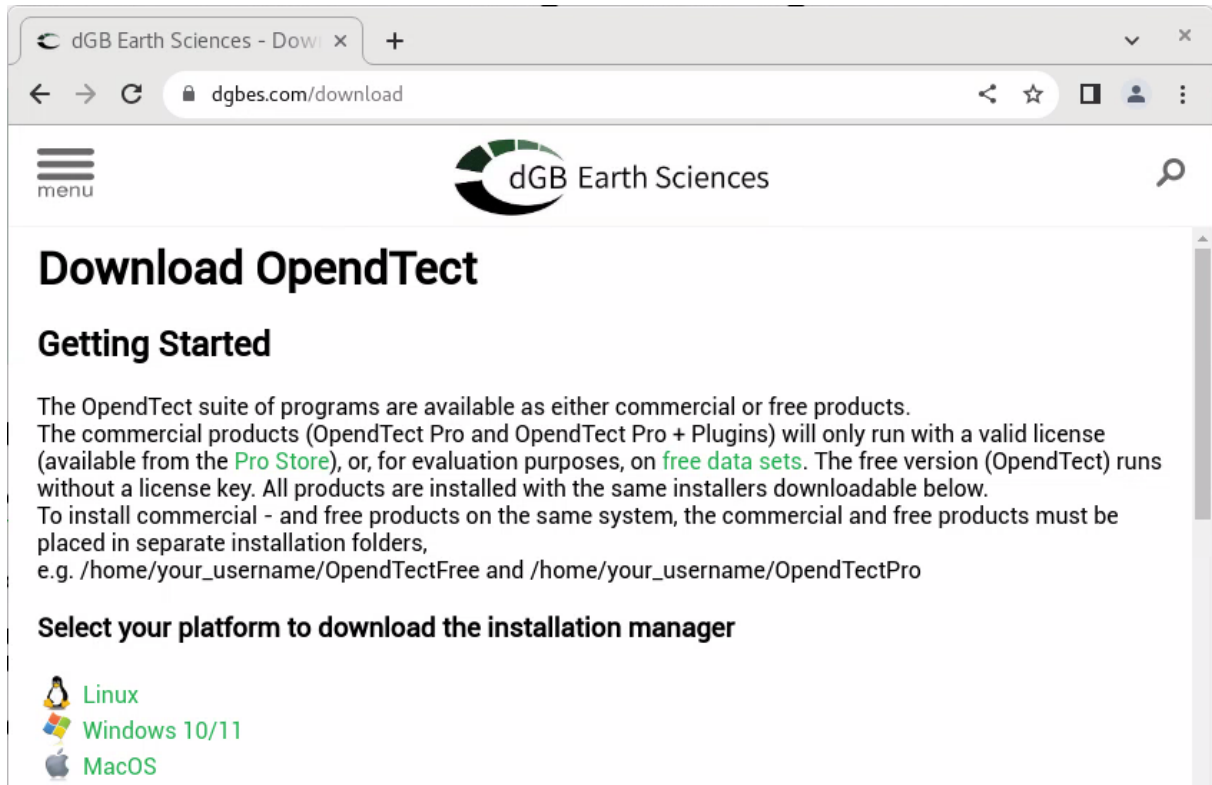 dGB Earth Sciences - Dow
dgbes.com/download
menu
dGB Earth Sciences
Download OpendTect
Getting Started
The OpendTect suite of programs are available as either commercial or free products.
The commercial products (OpendTect Pro and OpendTect Pro + Plugins) will only run with a valid license
(available from the Pro Store), or, for evaluation purposes, on free data sets. The free version (OpendTect) runs
without a license key. All products are installed with the same installers downloadable below.
To install commercial - and free products on the same system, the commercial and free products must be
placed in separate installation folders,
e.g. /home/your_username/OpendTectFree and /home/your_username/OpendTectPro
Select your platform to download the installation manager
Linux
Windows 10/11
MacOS